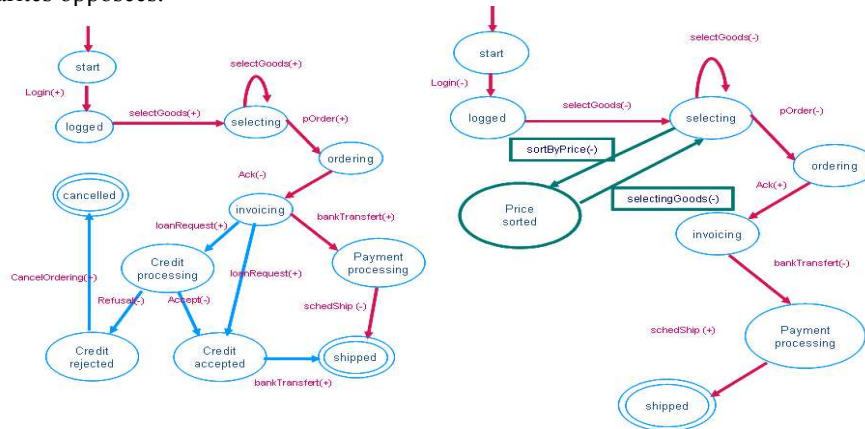 opposées.
start
Login(+)
selectGoods(+)
selectGoods(+)
logged
selecting
pOrder(+)
ordering
Ack(-)
cancelled
invoicing
loanRequest(+)
bankTransfert(+)
Credit
processing
loanRequest(+)
Payment
processing
Refusal(-)
Accept(-)
schedShip (-)
Credit
rejected
Credit
accepted
shipped
bankTransfert(+)
start
selectGoods(-)
Login(-)
selectGoods(-)
logged
selecting
pOrder(-)
sortByPrice(-)
ordering
Ack(+)
selectingGoods(-)
Price
sorted
invoicing
bankTransfert(-)
schedShip (+)
Payment
processing
shipped